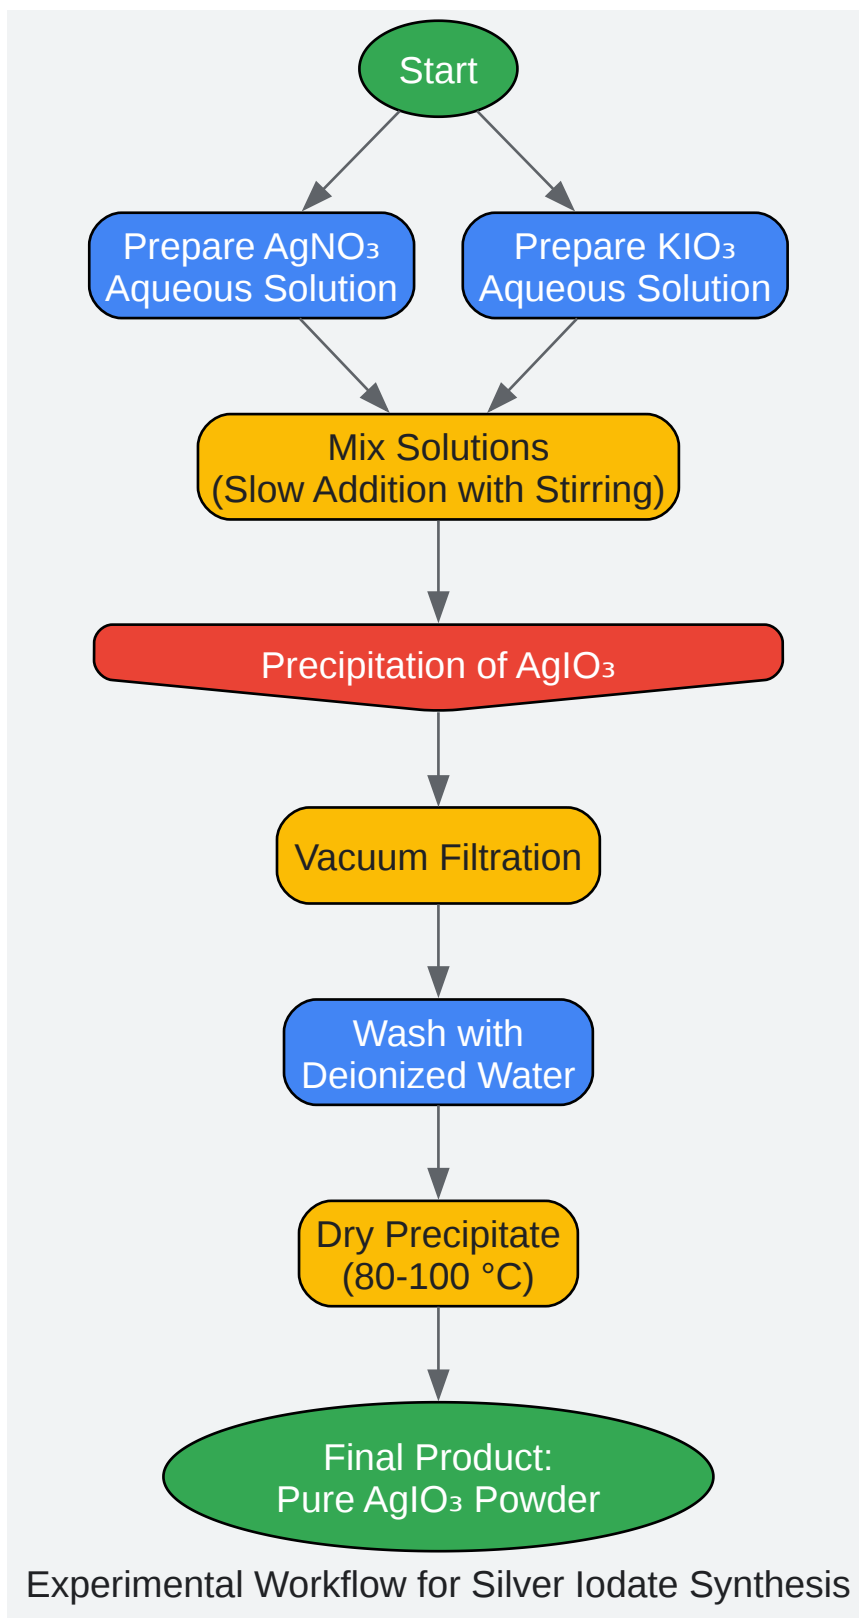 Start
Prepare AgNO₃
Aqueous Solution
Prepare KIO₃
Aqueous Solution
Mix Solutions
(Slow Addition with Stirring)
Precipitation of AgIO₃
Vacuum Filtration
Wash with
Deionized Water
Dry Precipitate
(80-100 °C)
Final Product:
Pure AgIO₃ Powder
Experimental Workflow for Silver Iodate Synthesis